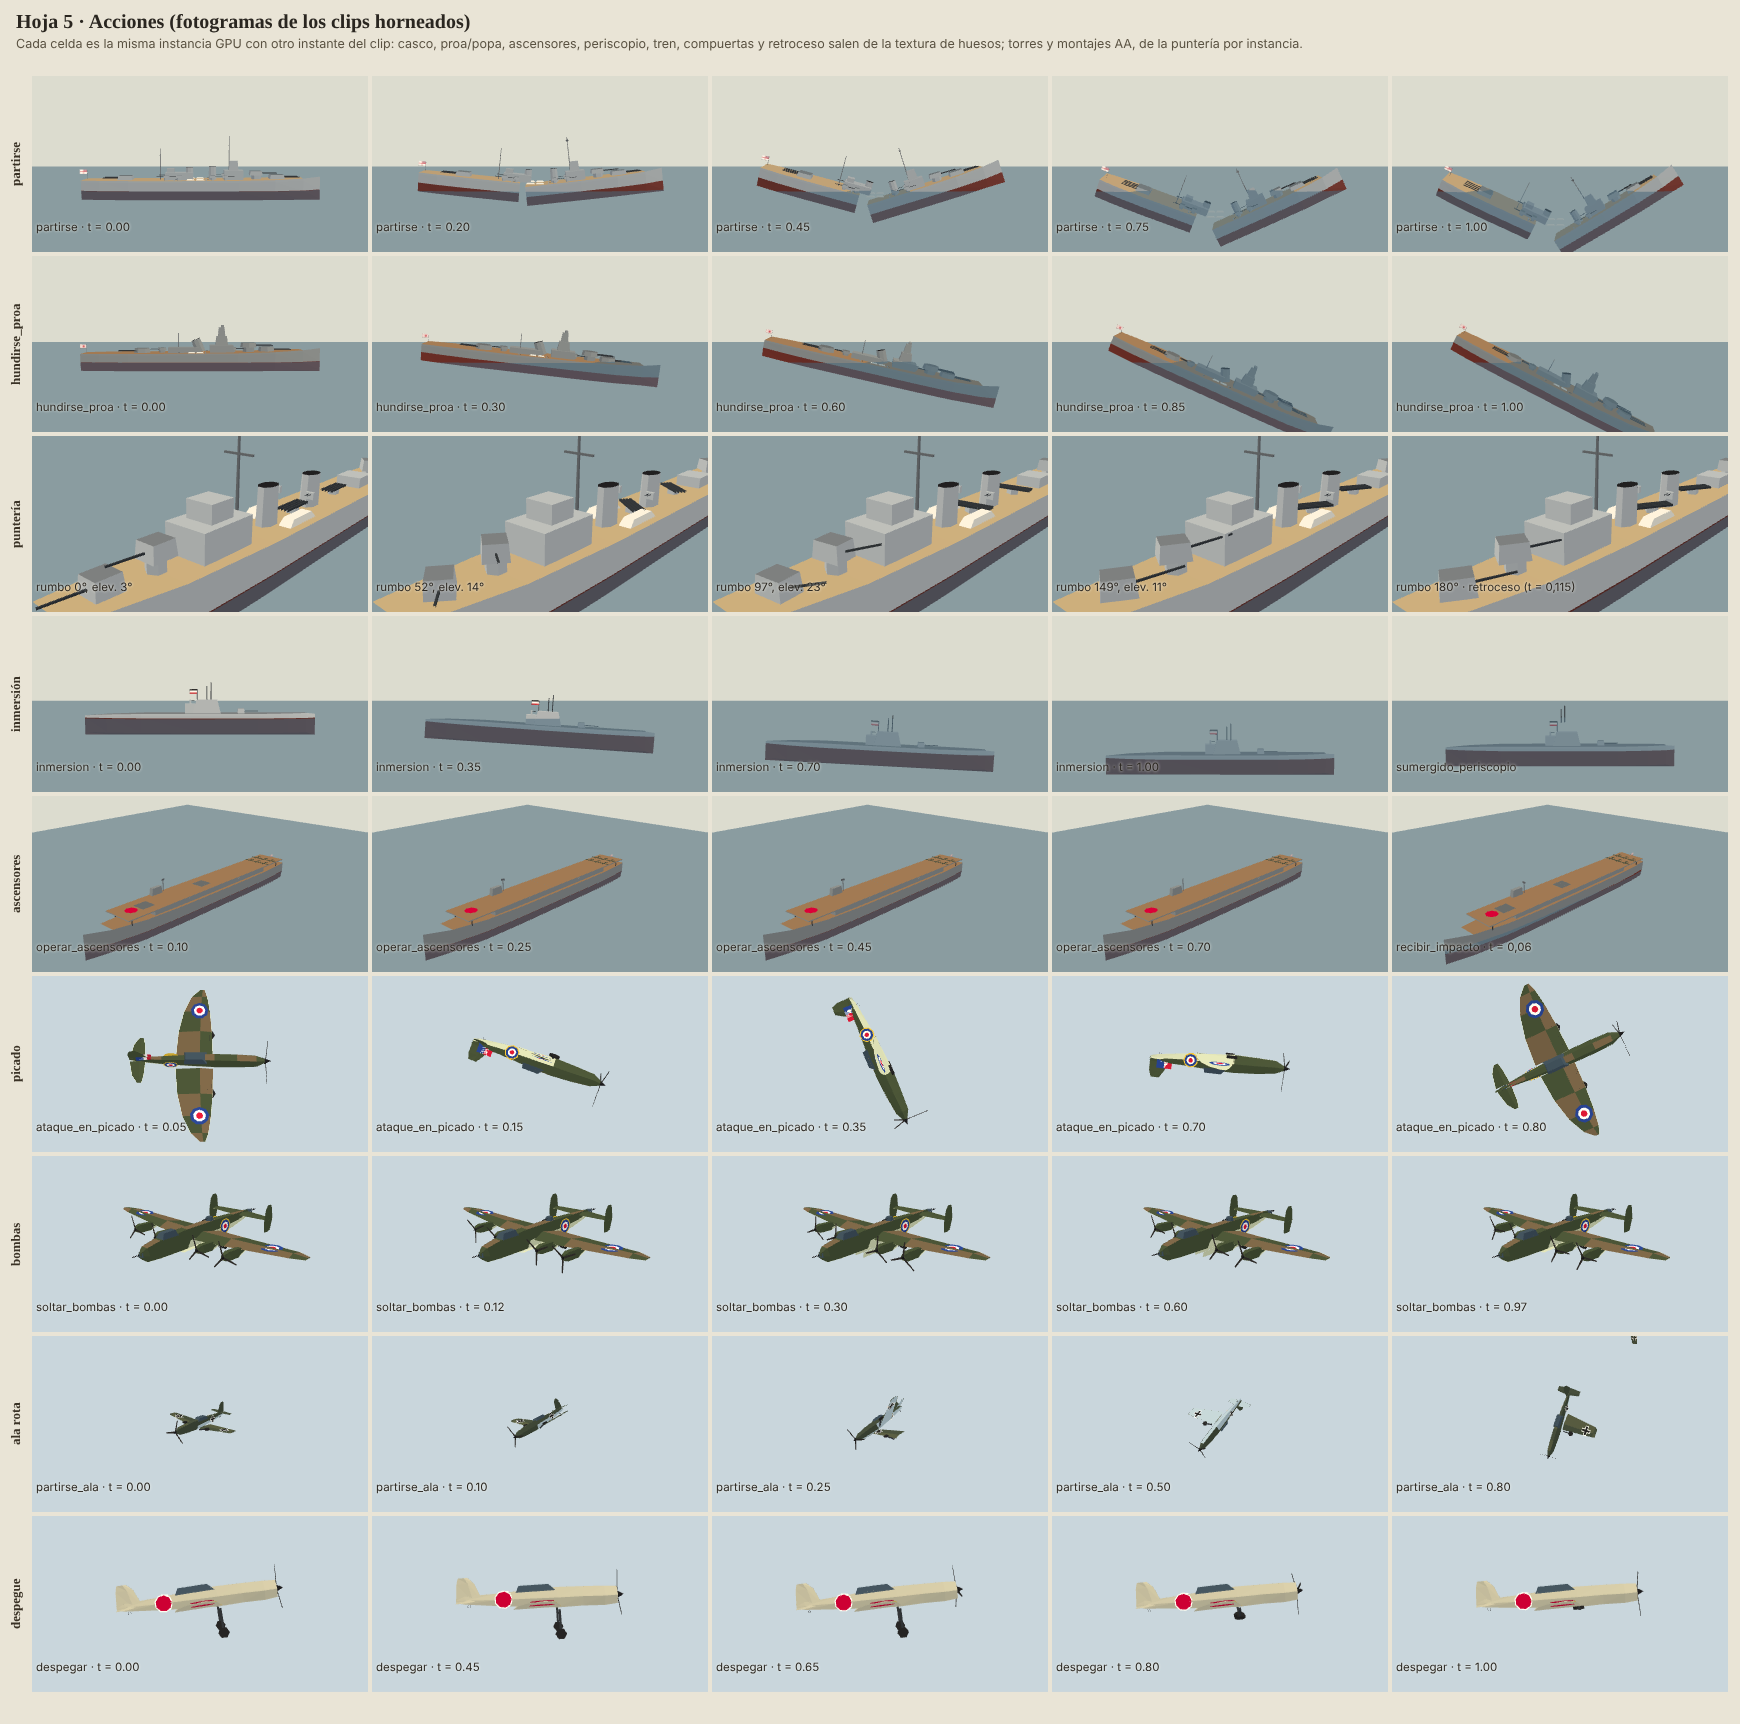 Hoja 5 · Acciones (fotogramas de los clips horneados)
Cada celda es la misma instancia GPU con otro instante del clip: casco, proa/popa, ascensores, periscopio, tren, compuertas y retroceso salen de la textura de huesos; torres y montajes AA, de la puntería por instancia.
partirse
partirse · t = 0.00
partirse · t = 0.20
partirse · t = 0.45
partirse · t = 0.75
partirse · t = 1.00
hundirse_proa
hundirse_proa · t = 0.00
hundirse_proa · t = 0.30
hundirse_proa · t = 0.60
hundirse_proa · t = 0.85
hundirse_proa · t = 1.00
puntería
rumbo 0°, elev. 3°
rumbo 52°, elev. 14°
rumbo 97°, elev. 23°
rumbo 149°, elev. 11°
rumbo 180° · retroceso (t = 0,115)
inmersión
inmersion · t = 0.00
inmersion · t = 0.35
inmersion · t = 0.70
inmersion · t = 1.00
sumergido_periscopio
ascensores
operar_ascensores · t = 0.10
operar_ascensores · t = 0.25
operar_ascensores · t = 0.45
operar_ascensores · t = 0.70
recibir_impacto · t = 0,06
picado
ataque_en_picado · t = 0.05
ataque_en_picado · t = 0.15
ataque_en_picado · t = 0.35
ataque_en_picado · t = 0.70
ataque_en_picado · t = 0.80
bombas
soltar_bombas · t = 0.00
soltar_bombas · t = 0.12
soltar_bombas · t = 0.30
soltar_bombas · t = 0.60
soltar_bombas · t = 0.97
ala rota
partirse_ala · t = 0.00
partirse_ala · t = 0.10
partirse_ala · t = 0.25
partirse_ala · t = 0.50
partirse_ala · t = 0.80
despegue
despegar · t = 0.00
despegar · t = 0.45
despegar · t = 0.65
despegar · t = 0.80
despegar · t = 1.00